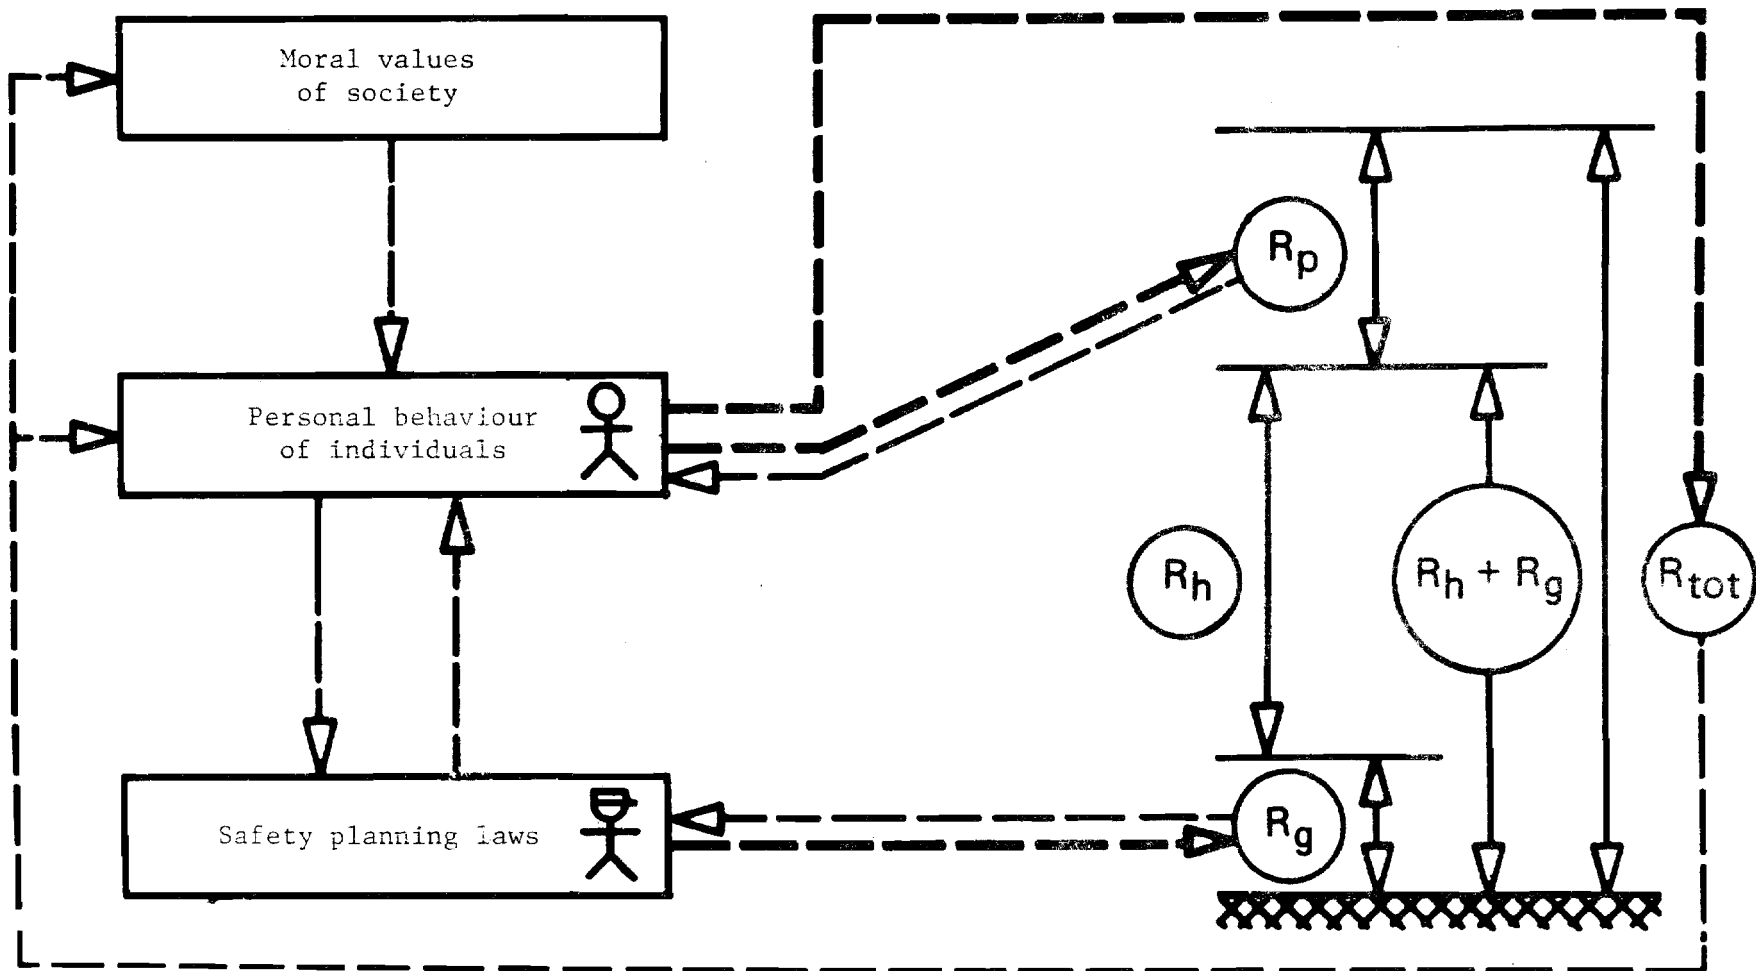 Moral values
of society
Personal behaviour
of individuals
Safety planning laws
Rp
Rh
Rh + Rg
Rtot
Rg